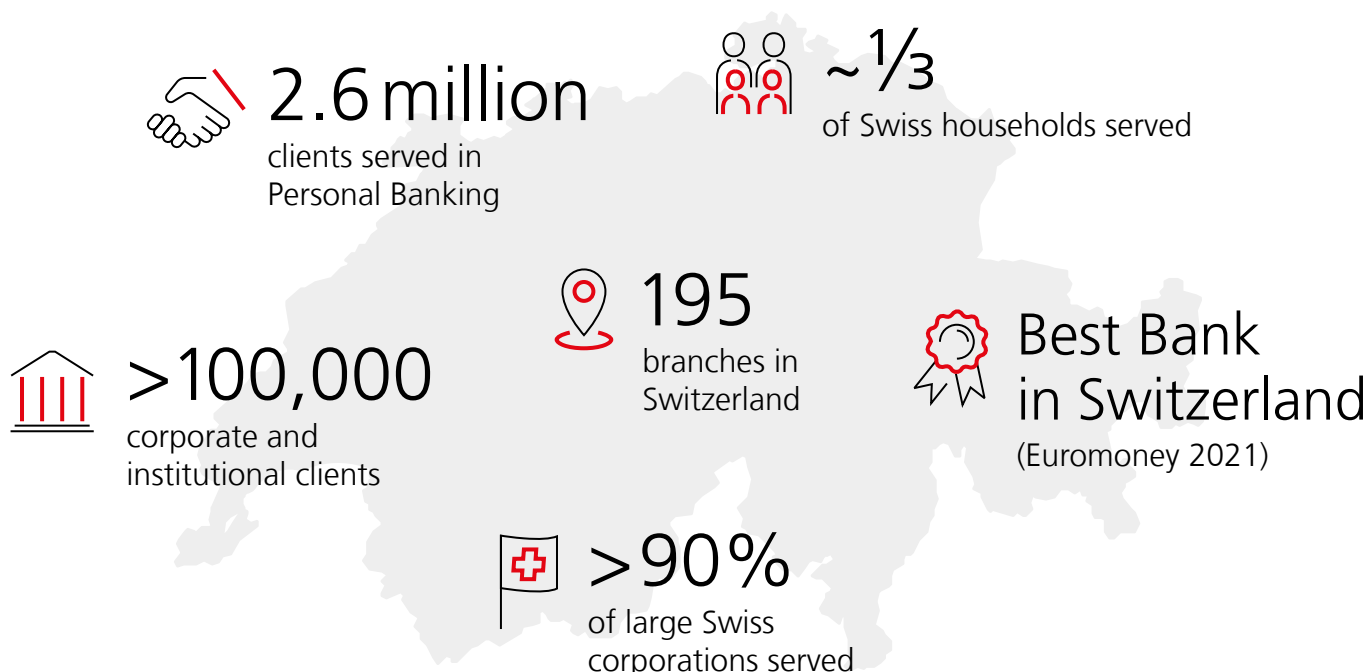 2.6 million
clients served in
Personal Banking
~1/3
of Swiss households served
195
branches in
Switzerland
>100,000
corporate and
institutional clients
Best Bank
in Switzerland
(Euromoney 2021)
>90%
of large Swiss
corporations served